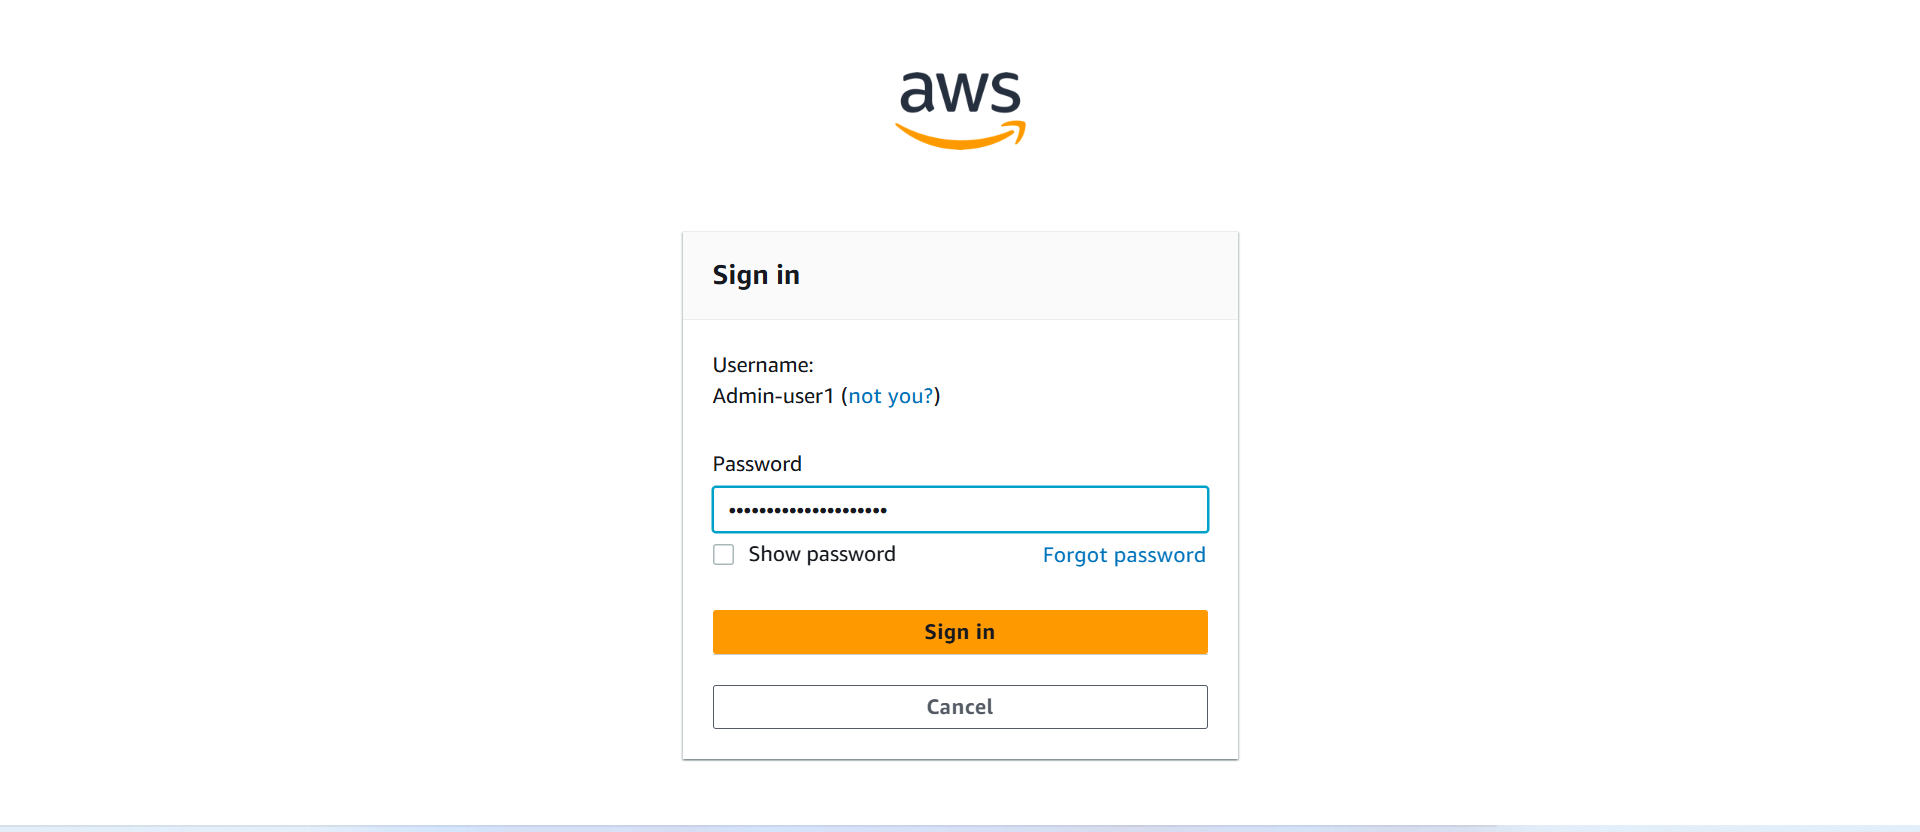 aws
Sign in
Username:
Admin-user1 (not you?)
Password
•••••••••••••••••••••
Show password
Forgot password
Sign in
Cancel